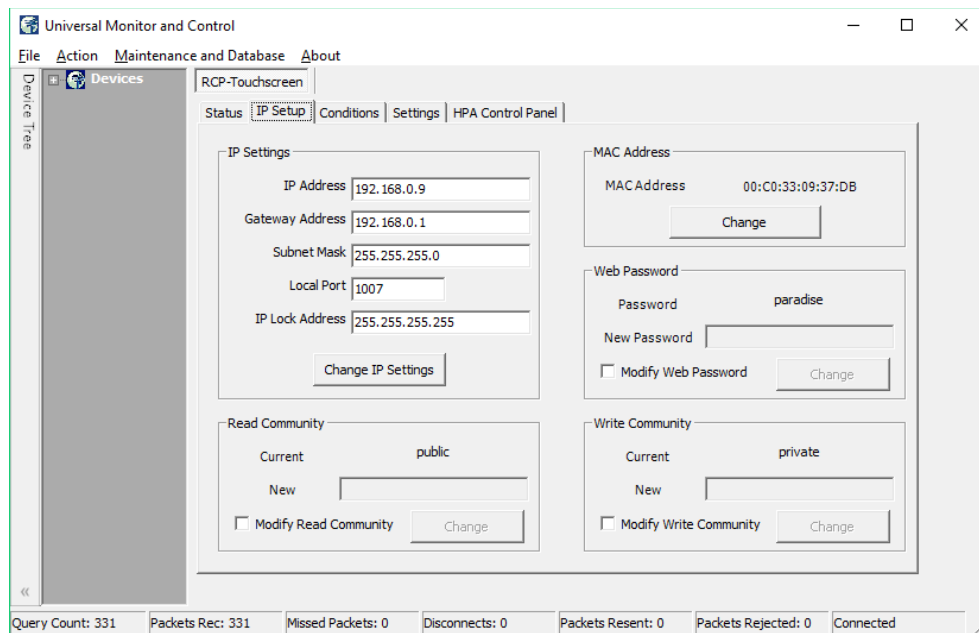 Universal Monitor and Control
File Action Maintenance and Database About
Device Tree
Devices
RCP-Touchscreen
Status IP Setup Conditions Settings HPA Control Panel
IP Settings
IP Address 192.168.0.9
Gateway Address 192.168.0.1
Subnet Mask 255.255.255.0
Local Port 1007
IP Lock Address 255.255.255.255
Change IP Settings
MAC Address
MAC Address 00:C0:33:09:37:DB
Change
Web Password
Password paradise
New Password
Modify Web Password Change
Read Community
Current public
New
Modify Read Community Change
Write Community
Current private
New
Modify Write Community Change
Query Count: 331 Packets Rec: 331 Missed Packets: 0 Disconnects: 0 Packets Resent: 0 Packets Rejected: 0 Connected